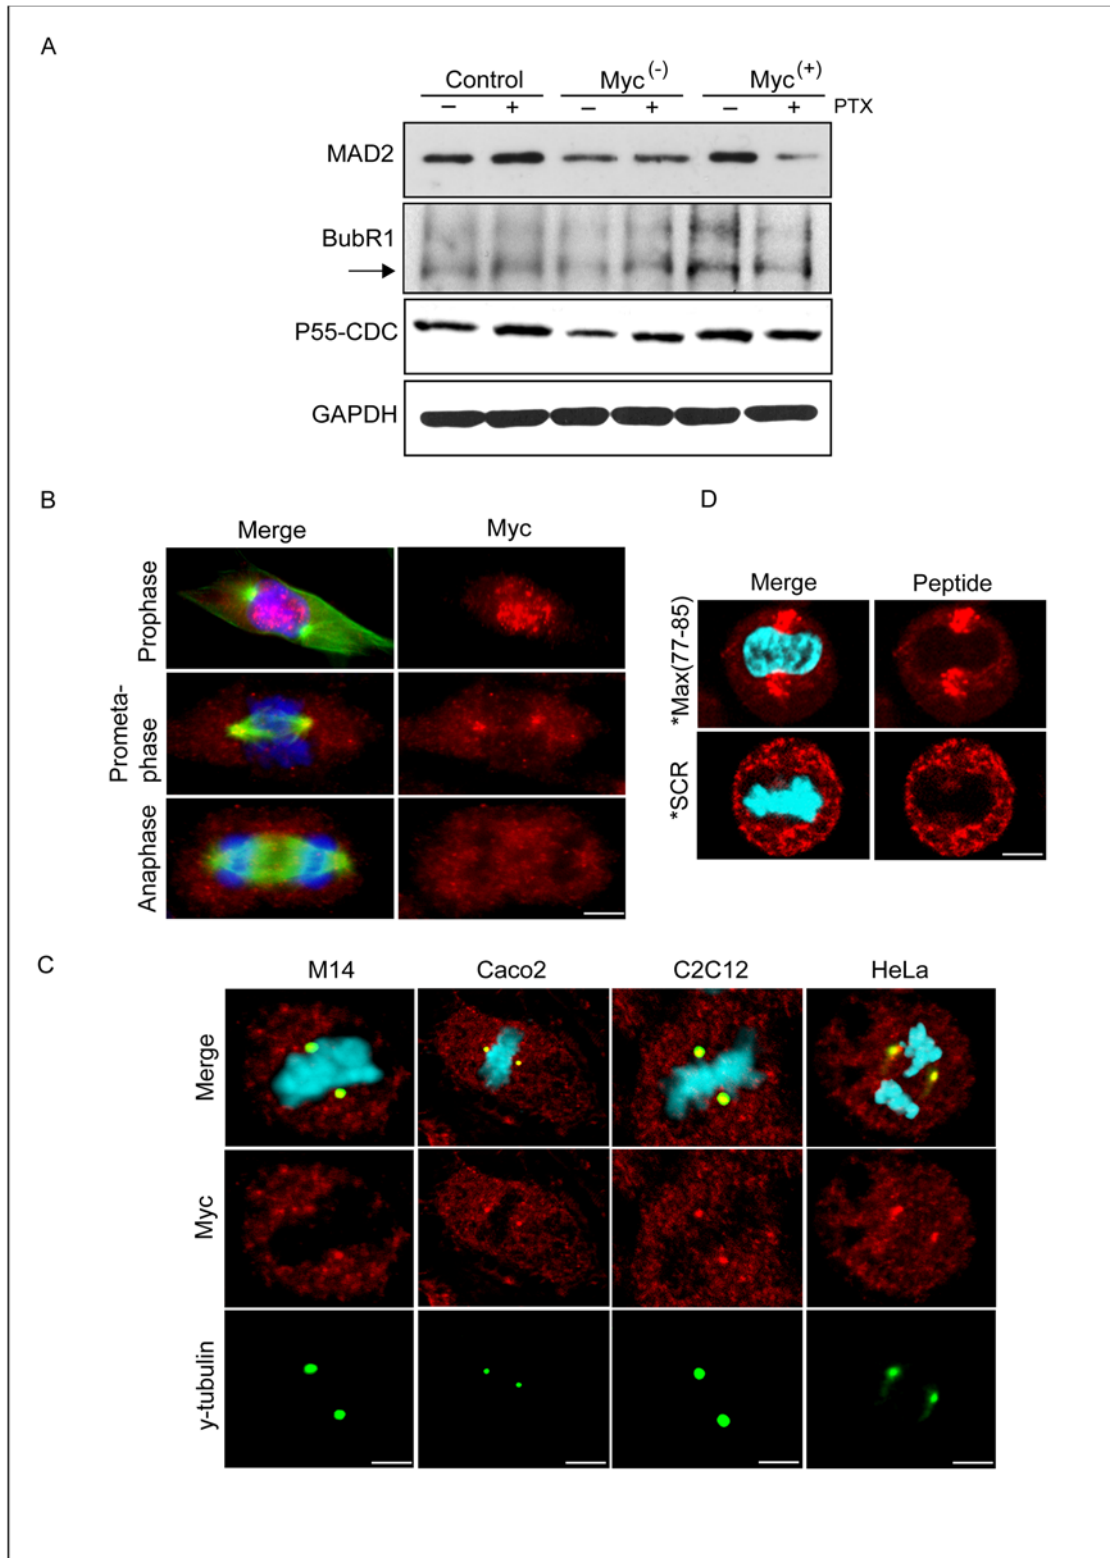 A
Control Myc(-) Myc(+)
– + – + – + PTX
MAD2
BubR1
P55-CDC
GAPDH
B
Merge Myc
Prophase
Prometa-
phase
Anaphase
D
Merge Peptide
*Max(77-85)
*SCR
C
M14 Caco2 C2C12 HeLa
Merge
Myc
y-tubulin